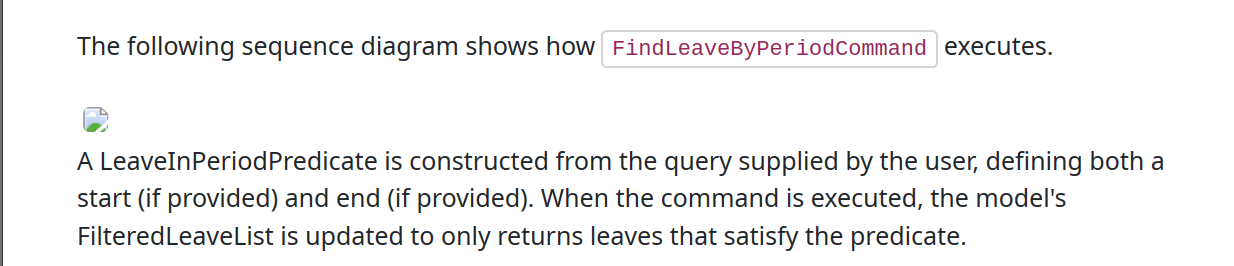 The following sequence diagram shows how FindLeaveByPeriodCommand executes.
A LeaveInPeriodPredicate is constructed from the query supplied by the user, defining both a
start (if provided) and end (if provided). When the command is executed, the model's
FilteredLeaveList is updated to only returns leaves that satisfy the predicate.